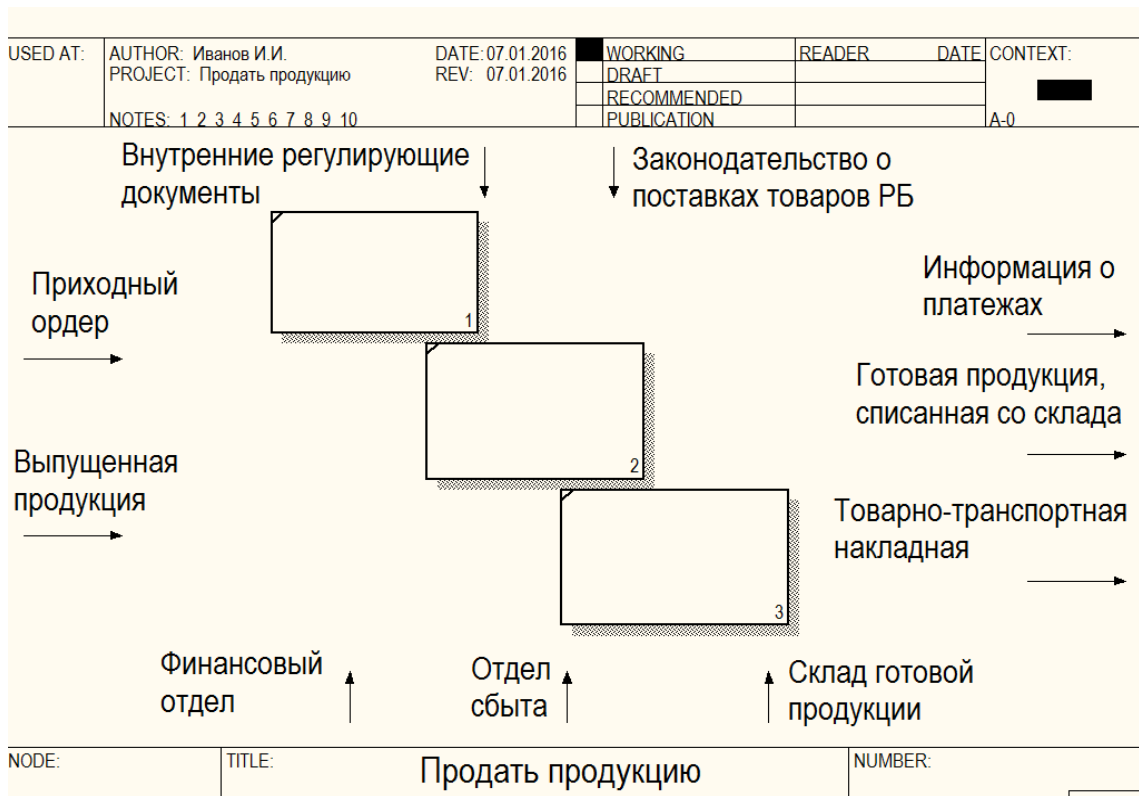 USED AT:
AUTHOR: Иванов И.И.
DATE: 07.01.2016
PROJECT: Продать продукцию
REV: 07.01.2016
NOTES: 1 2 3 4 5 6 7 8 9 10
WORKING
DRAFT
RECOMMENDED
PUBLICATION
READER DATE
CONTEXT:
A-0
Внутренние регулирующие
документы
Законодательство о
поставках товаров РБ
Приходный
ордер
Выпущенная
продукция
1
2
3
Информация о
платежах
Готовая продукция,
списанная со склада
Товарно-транспортная
накладная
Финансовый
отдел
Отдел
сбыта
Склад готовой
продукции
NODE:
TITLE:
Продать продукцию
NUMBER: